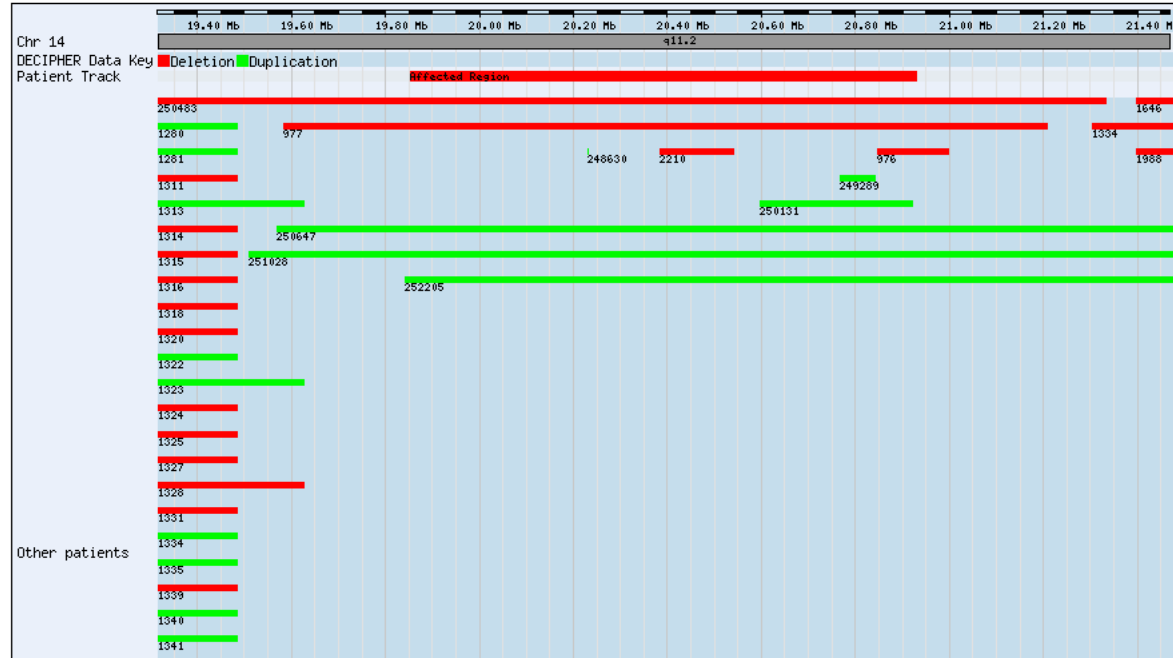 19.40 Mb 19.60 Mb 19.80 Mb 20.00 Mb 20.20 Mb 20.40 Mb 20.60 Mb 20.80 Mb 21.00 Mb 21.20 Mb 21.40 M
Chr 14 q11.2
DECIPHER Data Key Deletion Duplication
Patient Track Affected Region
250483 1646
1280 977 1334
1281 248630 2210 976 1988
1311 249289
1313 250131
1314 250647
1315 251028
1316 252205
1318
1320
1322
1323
1324
1325
1327
1328
1331
1334
Other patients
1335
1339
1340
1341